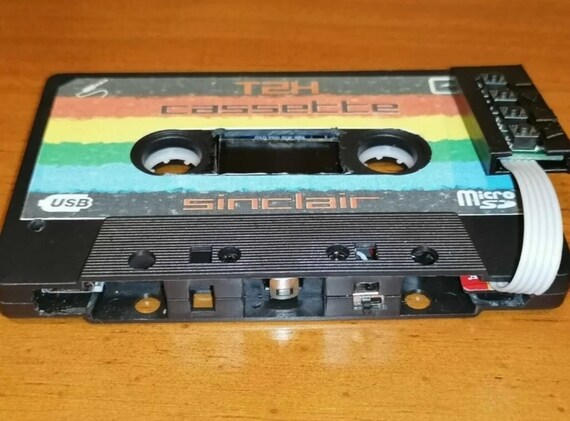 TZX
cassette
sinclair
USB
Micro
SD